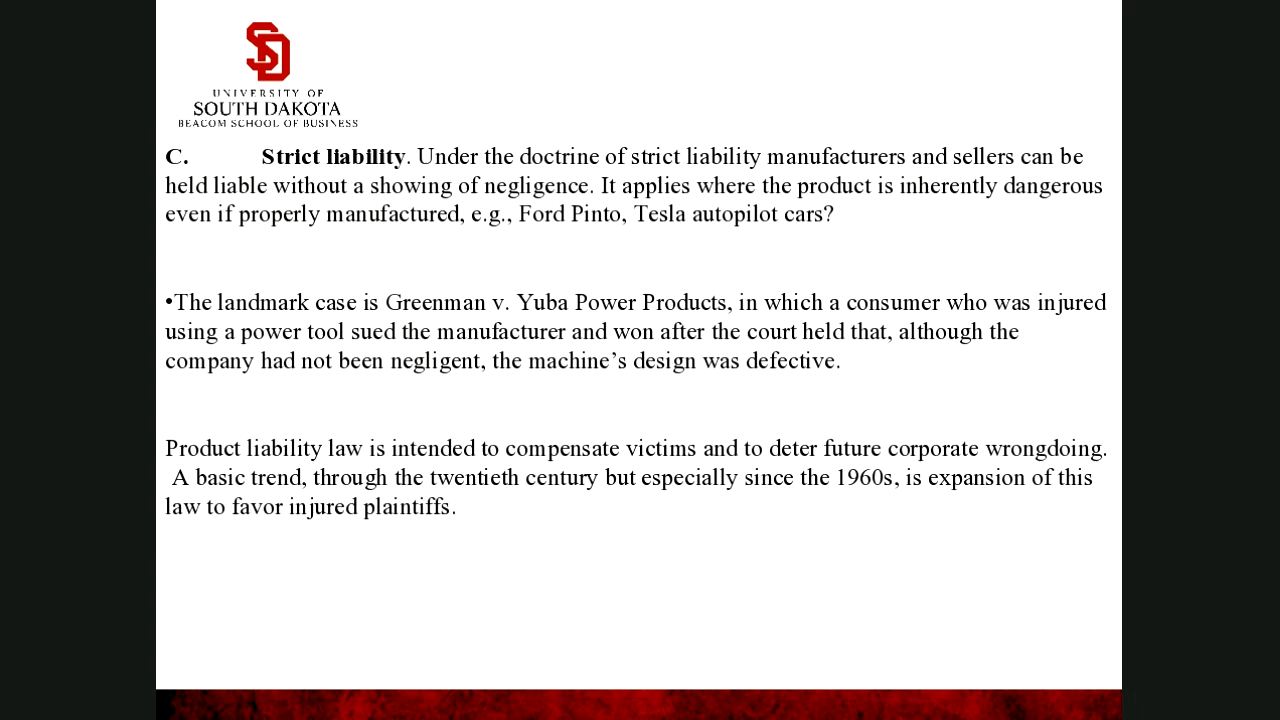 UNIVERSITY OF
SOUTH DAKOTA
BEACOM SCHOOL OF BUSINESS
C. Strict liability. Under the doctrine of strict liability manufacturers and sellers can be
held liable without a showing of negligence. It applies where the product is inherently dangerous
even if properly manufactured, e.g., Ford Pinto, Tesla autopilot cars?
•The landmark case is Greenman v. Yuba Power Products, in which a consumer who was injured
using a power tool sued the manufacturer and won after the court held that, although the
company had not been negligent, the machine’s design was defective.
Product liability law is intended to compensate victims and to deter future corporate wrongdoing.
A basic trend, through the twentieth century but especially since the 1960s, is expansion of this
law to favor injured plaintiffs.